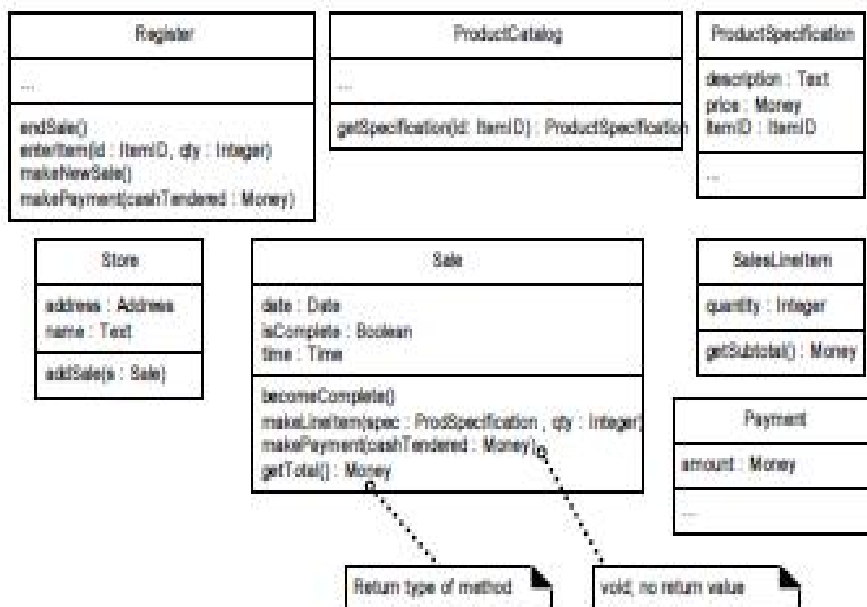 Register
...
endSale()
enterItem(id : ItemID, qty : Integer)
makeNewSale()
makePayment(cashTendered : Money)
ProductCatalog
...
getSpecification(id: ItemID) : ProductSpecification
ProductSpecification
description : Text
price : Money
itemID : ItemID
...
Store
address : Address
name : Text
addSale(s : Sale)
Sale
date : Date
isComplete : Boolean
time : Time
becomeComplete()
makeLineItem(spec : ProdSpecification , qty : Integer)
makePayment(cashTendered : Money)
getTotal() : Money
SalesLineItem
quantity : Integer
getSubtotal() : Money
Payment
amount : Money
...
Return type of method
void; no return value